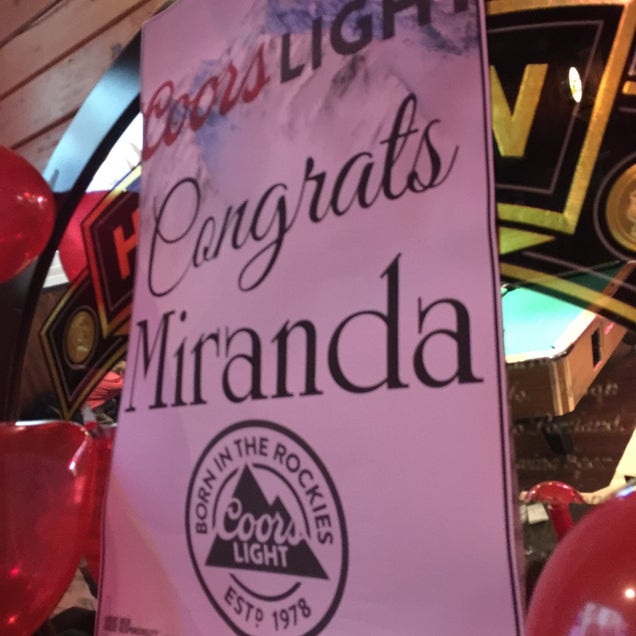 Coors LIGHT
Congrats
Miranda
BORN IN THE ROCKIES
Coors
LIGHT
ESTD 1978
H
W